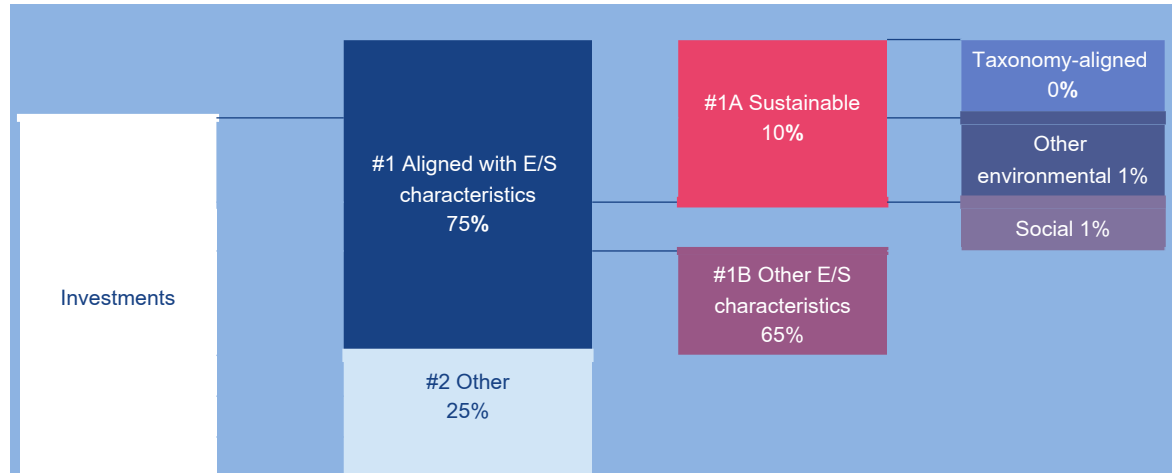 Investments
#1 Aligned with E/S
characteristics
75%
#2 Other
25%
#1A Sustainable
10%
#1B Other E/S
characteristics
65%
Taxonomy-aligned
0%
Other
environmental 1%
Social 1%